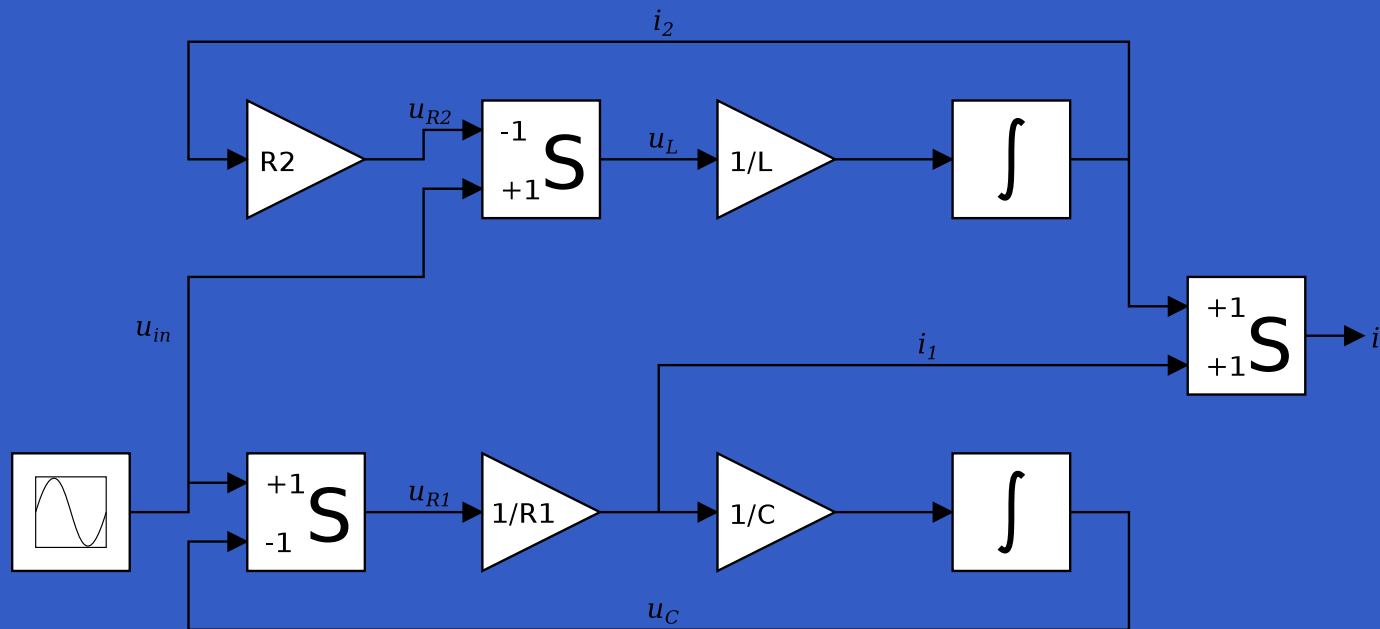 i2
uR2
R2
-1
+1
S
uL
1/L
∫
uin
+1
+1
S
i
i1
+1
-1
S
uR1
1/R1
1/C
∫
uC